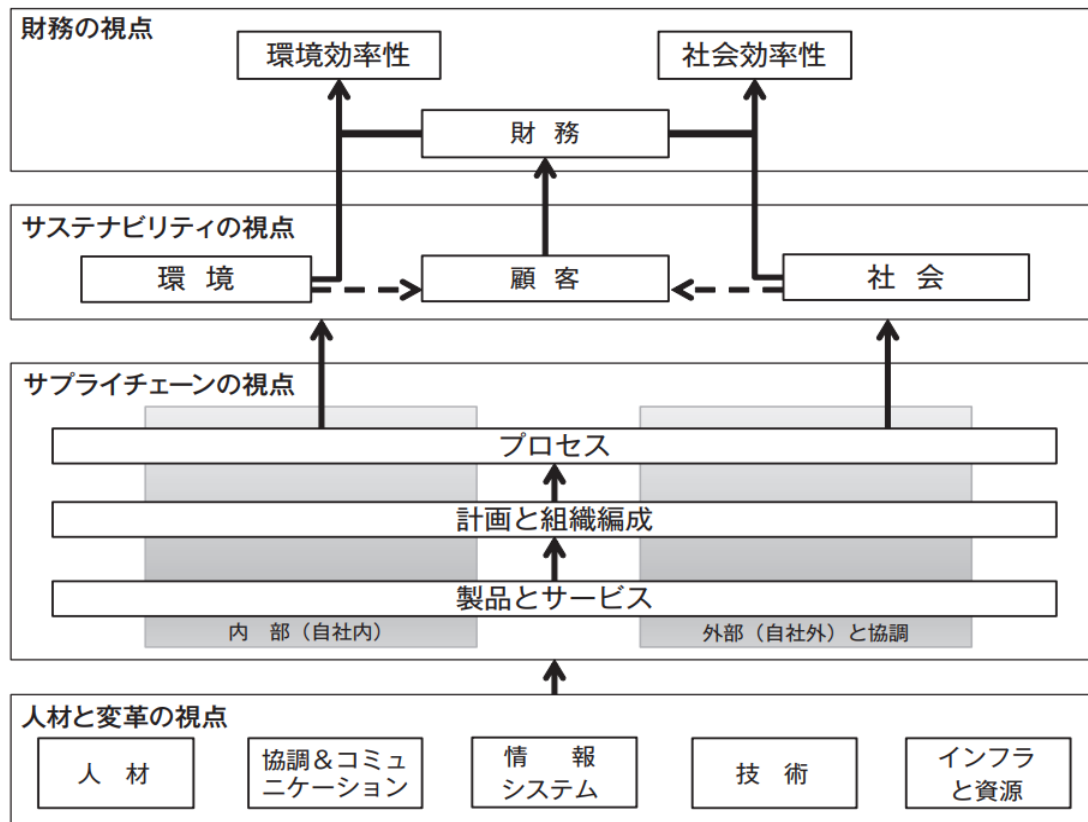 財務の視点
環境効率性
社会効率性
財 務
サステナビリティの視点
環 境
顧 客
社 会
サプライチェーンの視点
プロセス
計画と組織編成
製品とサービス
内 部（自社内）
外部（自社外）と協調
人材と変革の視点
人 材
協調＆コミュ
ニケーション
情 報
システム
技 術
インフラ
と資源